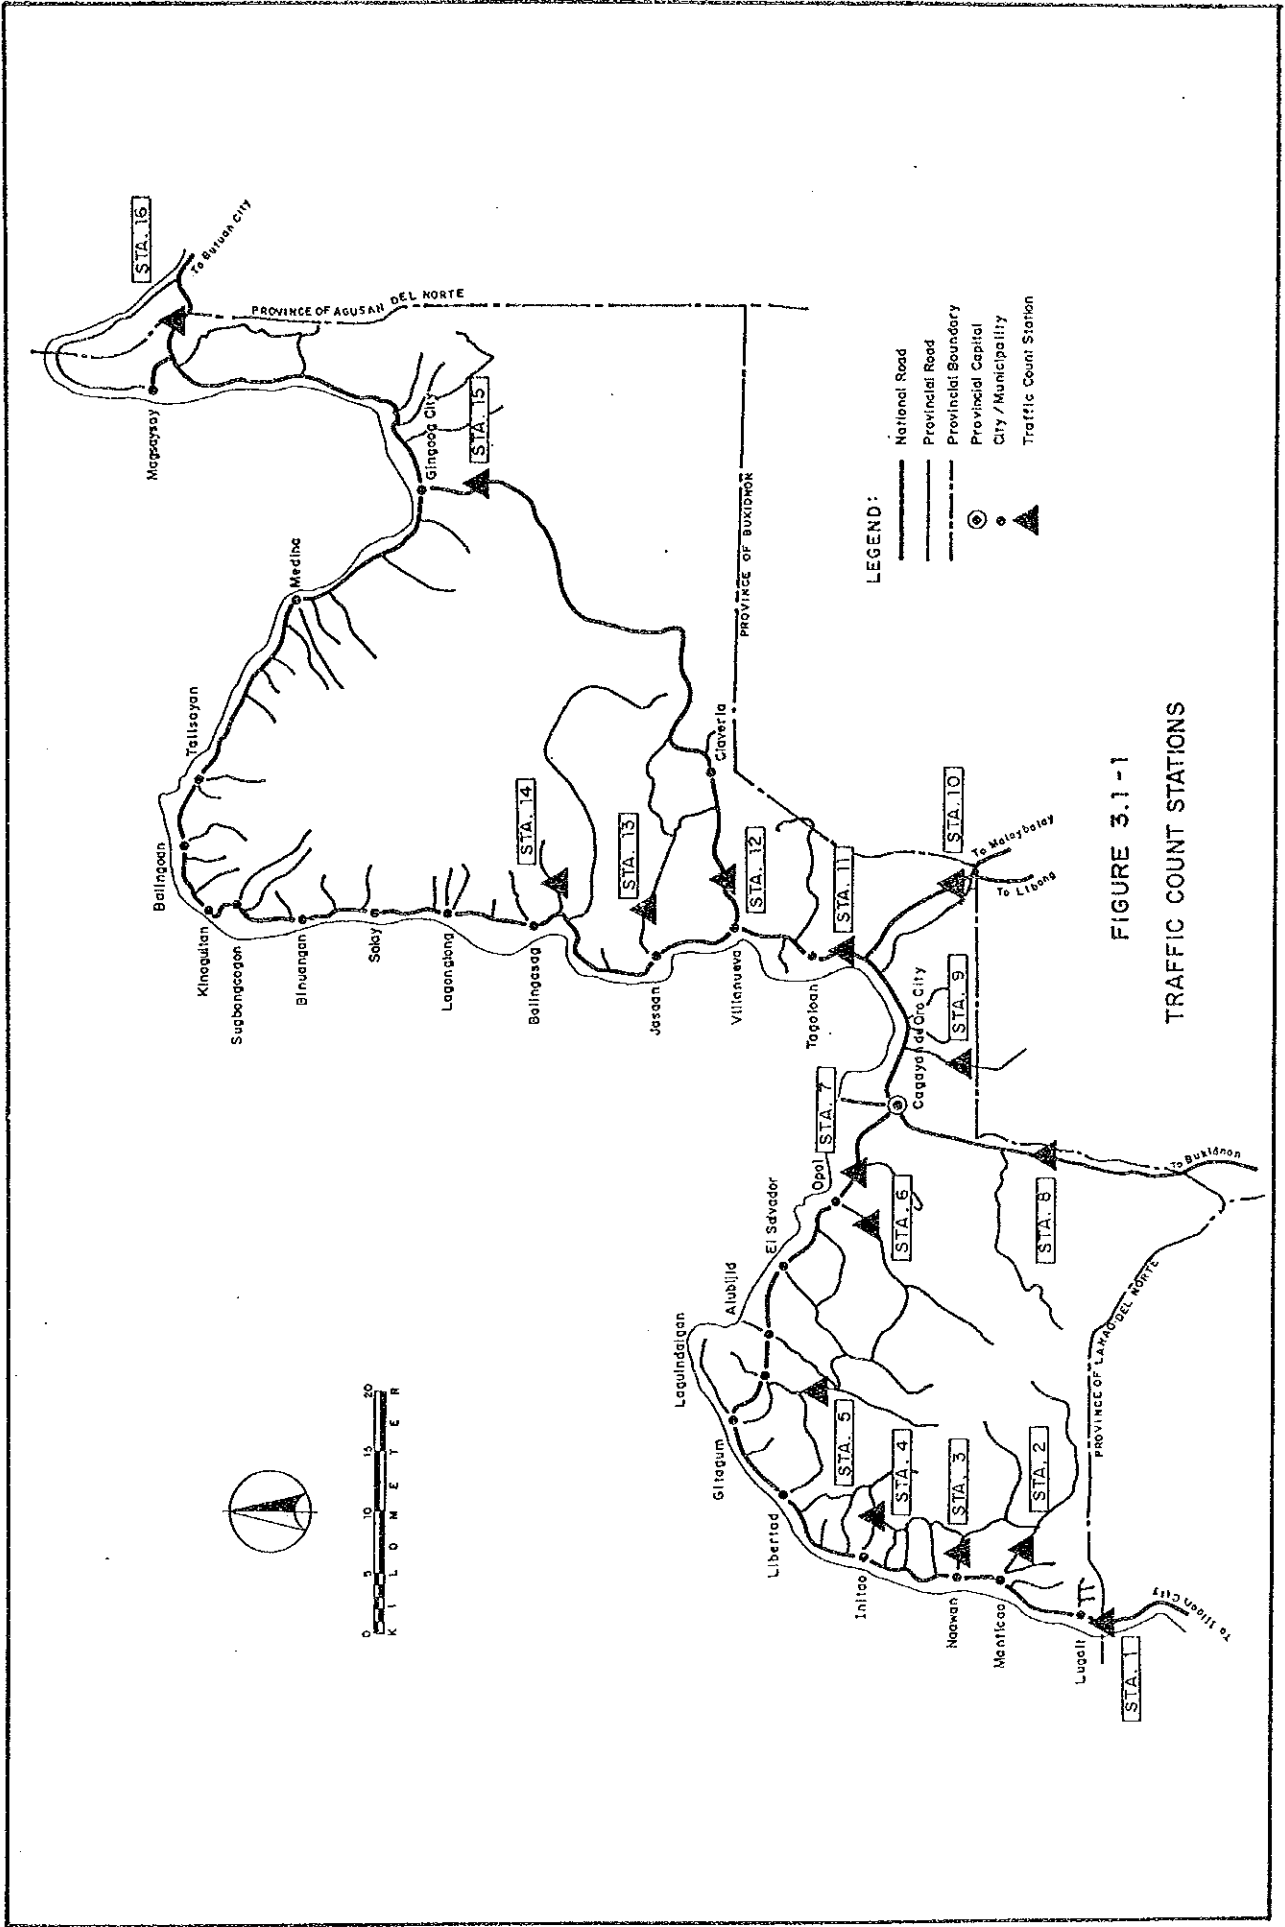 STA. 16
To Butuan City
PROVINCE OF AGUSAN DEL NORTE
Magsaysay
Gingoog City
STA. 15
Medina
Talisayan
Balingoan
Kinoguitan
Sugbongcogon
Binuangan
Salay
Lagonglong
Balingasag
STA. 14
Jasaan
STA. 13
Claveria
PROVINCE OF BUKIDNON
Villanueva
STA. 12
Tagoloan
STA. 11
STA. 10
To Malaybalay
To Libong
Cagayan de Oro City
STA. 9
STA. 7
Opol
STA. 6
STA. 8
To Bukidnon
El Savador
Alubijid
Laguindaigan
Gitagum
Libertad
STA. 5
STA. 4
Initao
STA. 3
Naawan
STA. 2
Manticao
Lugait
STA. 1
To Iligan City
PROVINCE OF LANAO DEL NORTE
0 5 10 15 20
KILOMETER
LEGEND:
National Road
Provincial Road
Provincial Boundary
Provincial Capital
City / Municipality
Traffic Count Station
FIGURE 3.1-1
TRAFFIC COUNT STATIONS